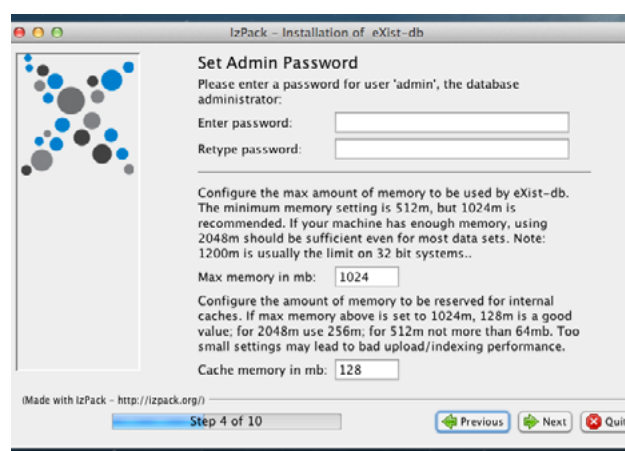 IzPack - Installation of eXist-db
Set Admin Password
Please enter a password for user 'admin', the database
administrator:
Enter password:
Retype password:
Configure the max amount of memory to be used by eXist-db.
The minimum memory setting is 512m, but 1024m is
recommended. If your machine has enough memory, using
2048m should be sufficient even for most data sets. Note:
1200m is usually the limit on 32 bit systems..
Max memory in mb: 1024
Configure the amount of memory to be reserved for internal
caches. If max memory above is set to 1024m, 128m is a good
value; for 2048m use 256m; for 512m not more than 64mb. Too
small settings may lead to bad upload/indexing performance.
Cache memory in mb: 128
(Made with IzPack - http://izpack.org/)
Step 4 of 10 Previous Next Quit